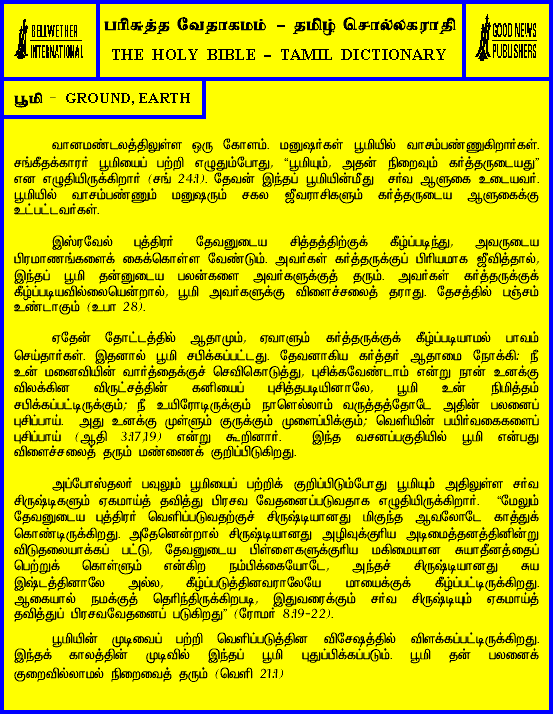 BELLWETHER
INTERNATIONAL
பரிசுத்த வேதாகமம் - தமிழ் சொல்லகராதி
THE HOLY BIBLE - TAMIL DICTIONARY
GOOD NEWS
PUBLISHERS
பூமி - GROUND, EARTH
வானமண்டலத்திலுள்ள ஒரு கோளம். மனுஷர்கள் பூமியில் வாசம்பண்ணுகிறார்கள்.
சங்கீதக்காரர் பூமியைப் பற்றி எழுதும்போது, "பூமியும், அதன் நிறைவும் கர்த்தருடையது"
என எழுதியிருக்கிறார் (சங் 24:1). தேவன் இந்தப் பூமியின்மீது சர்வ ஆளுகை உடையவர்.
பூமியில் வாசம்பண்ணும் மனுஷரும் சகல ஜீவராசிகளும் கர்த்தருடைய ஆளுகைக்கு
உட்பட்டவர்கள்.
இஸ்ரவேல் புத்திரர் தேவனுடைய சித்தத்திற்குக் கீழ்ப்படிந்து, அவருடைய
பிரமாணங்களைக் கைக்கொள்ள வேண்டும். அவர்கள் கர்த்தருக்குப் பிரியமாக ஜீவித்தால்,
இந்தப் பூமி தன்னுடைய பலன்களை அவர்களுக்குத் தரும். அவர்கள் கர்த்தருக்குக்
கீழ்ப்படியவில்லையென்றால், பூமி அவர்களுக்கு விளைச்சலைத் தராது. தேசத்தில் பஞ்சம்
உண்டாகும் (உபா 28).
ஏதேன் தோட்டத்தில் ஆதாமும், ஏவாளும் கர்த்தருக்குக் கீழ்ப்படியாமல் பாவம்
செய்தார்கள். இதனால் பூமி சபிக்கப்பட்டது. தேவனாகிய கர்த்தர் ஆதாமை நோக்கி: நீ
உன் மனைவியின் வார்த்தைக்குச் செவிகொடுத்து, புசிக்கவேண்டாம் என்று நான் உனக்கு
விலக்கின விருட்சத்தின் கனியைப் புசித்தபடியினாலே, பூமி உன் நிமித்தம்
சபிக்கப்பட்டிருக்கும்; நீ உயிரோடிருக்கும் நாளெல்லாம் வருத்தத்தோடே அதின் பலனைப்
புசிப்பாய். அது உனக்கு முள்ளும் குருக்கும் முளைப்பிக்கும்; வெளியின் பயிர்வகைகளைப்
புசிப்பாய் (ஆதி 3:17,19) என்று கூறினார். இந்த வசனப்பகுதியில் பூமி என்பது
விளைச்சலைத் தரும் மண்ணைக் குறிப்பிடுகிறது.
அப்போஸ்தலர் பவுலும் பூமியைப் பற்றிக் குறிப்பிடும்போது பூமியும் அதிலுள்ள சர்வ
சிருஷ்டிகளும் ஏகமாய்த் தவித்து பிரசவ வேதனைப்படுவதாக எழுதியிருக்கிறார். "மேலும்
தேவனுடைய புத்திரர் வெளிப்படுவதற்குச் சிருஷ்டியானது மிகுந்த ஆவலோடே காத்துக்
கொண்டிருக்கிறது. அதேனென்றால் சிருஷ்டியானது அழிவுக்குரிய அடிமைத்தனத்தினின்று
விடுதலையாக்கப் பட்டு, தேவனுடைய பிள்ளைகளுக்குரிய மகிமையான சுயாதீனத்தைப்
பெற்றுக் கொள்ளும் என்கிற நம்பிக்கையோடே, அந்தச் சிருஷ்டியானது சுய
இஷ்டத்தினாலே அல்ல, கீழ்ப்படுத்தினவராலேயே மாயைக்குக் கீழ்ப்பட்டிருக்கிறது.
ஆகையால் நமக்குத் தெரிந்திருக்கிறபடி, இதுவரைக்கும் சர்வ சிருஷ்டியும் ஏகமாய்த்
தவித்துப் பிரசவவேதனைப் படுகிறது" (ரோமர் 8:19-22).
பூமியின் முடிவைப் பற்றி வெளிப்படுத்தின விசேஷத்தில் விளக்கப்பட்டிருக்கிறது.
இந்தக் காலத்தின் முடிவில் இந்தப் பூமி புதுப்பிக்கப்படும். பூமி தன் பலனைக்
குறைவில்லாமல் நிறைவைத் தரும் (வெளி 21:1)